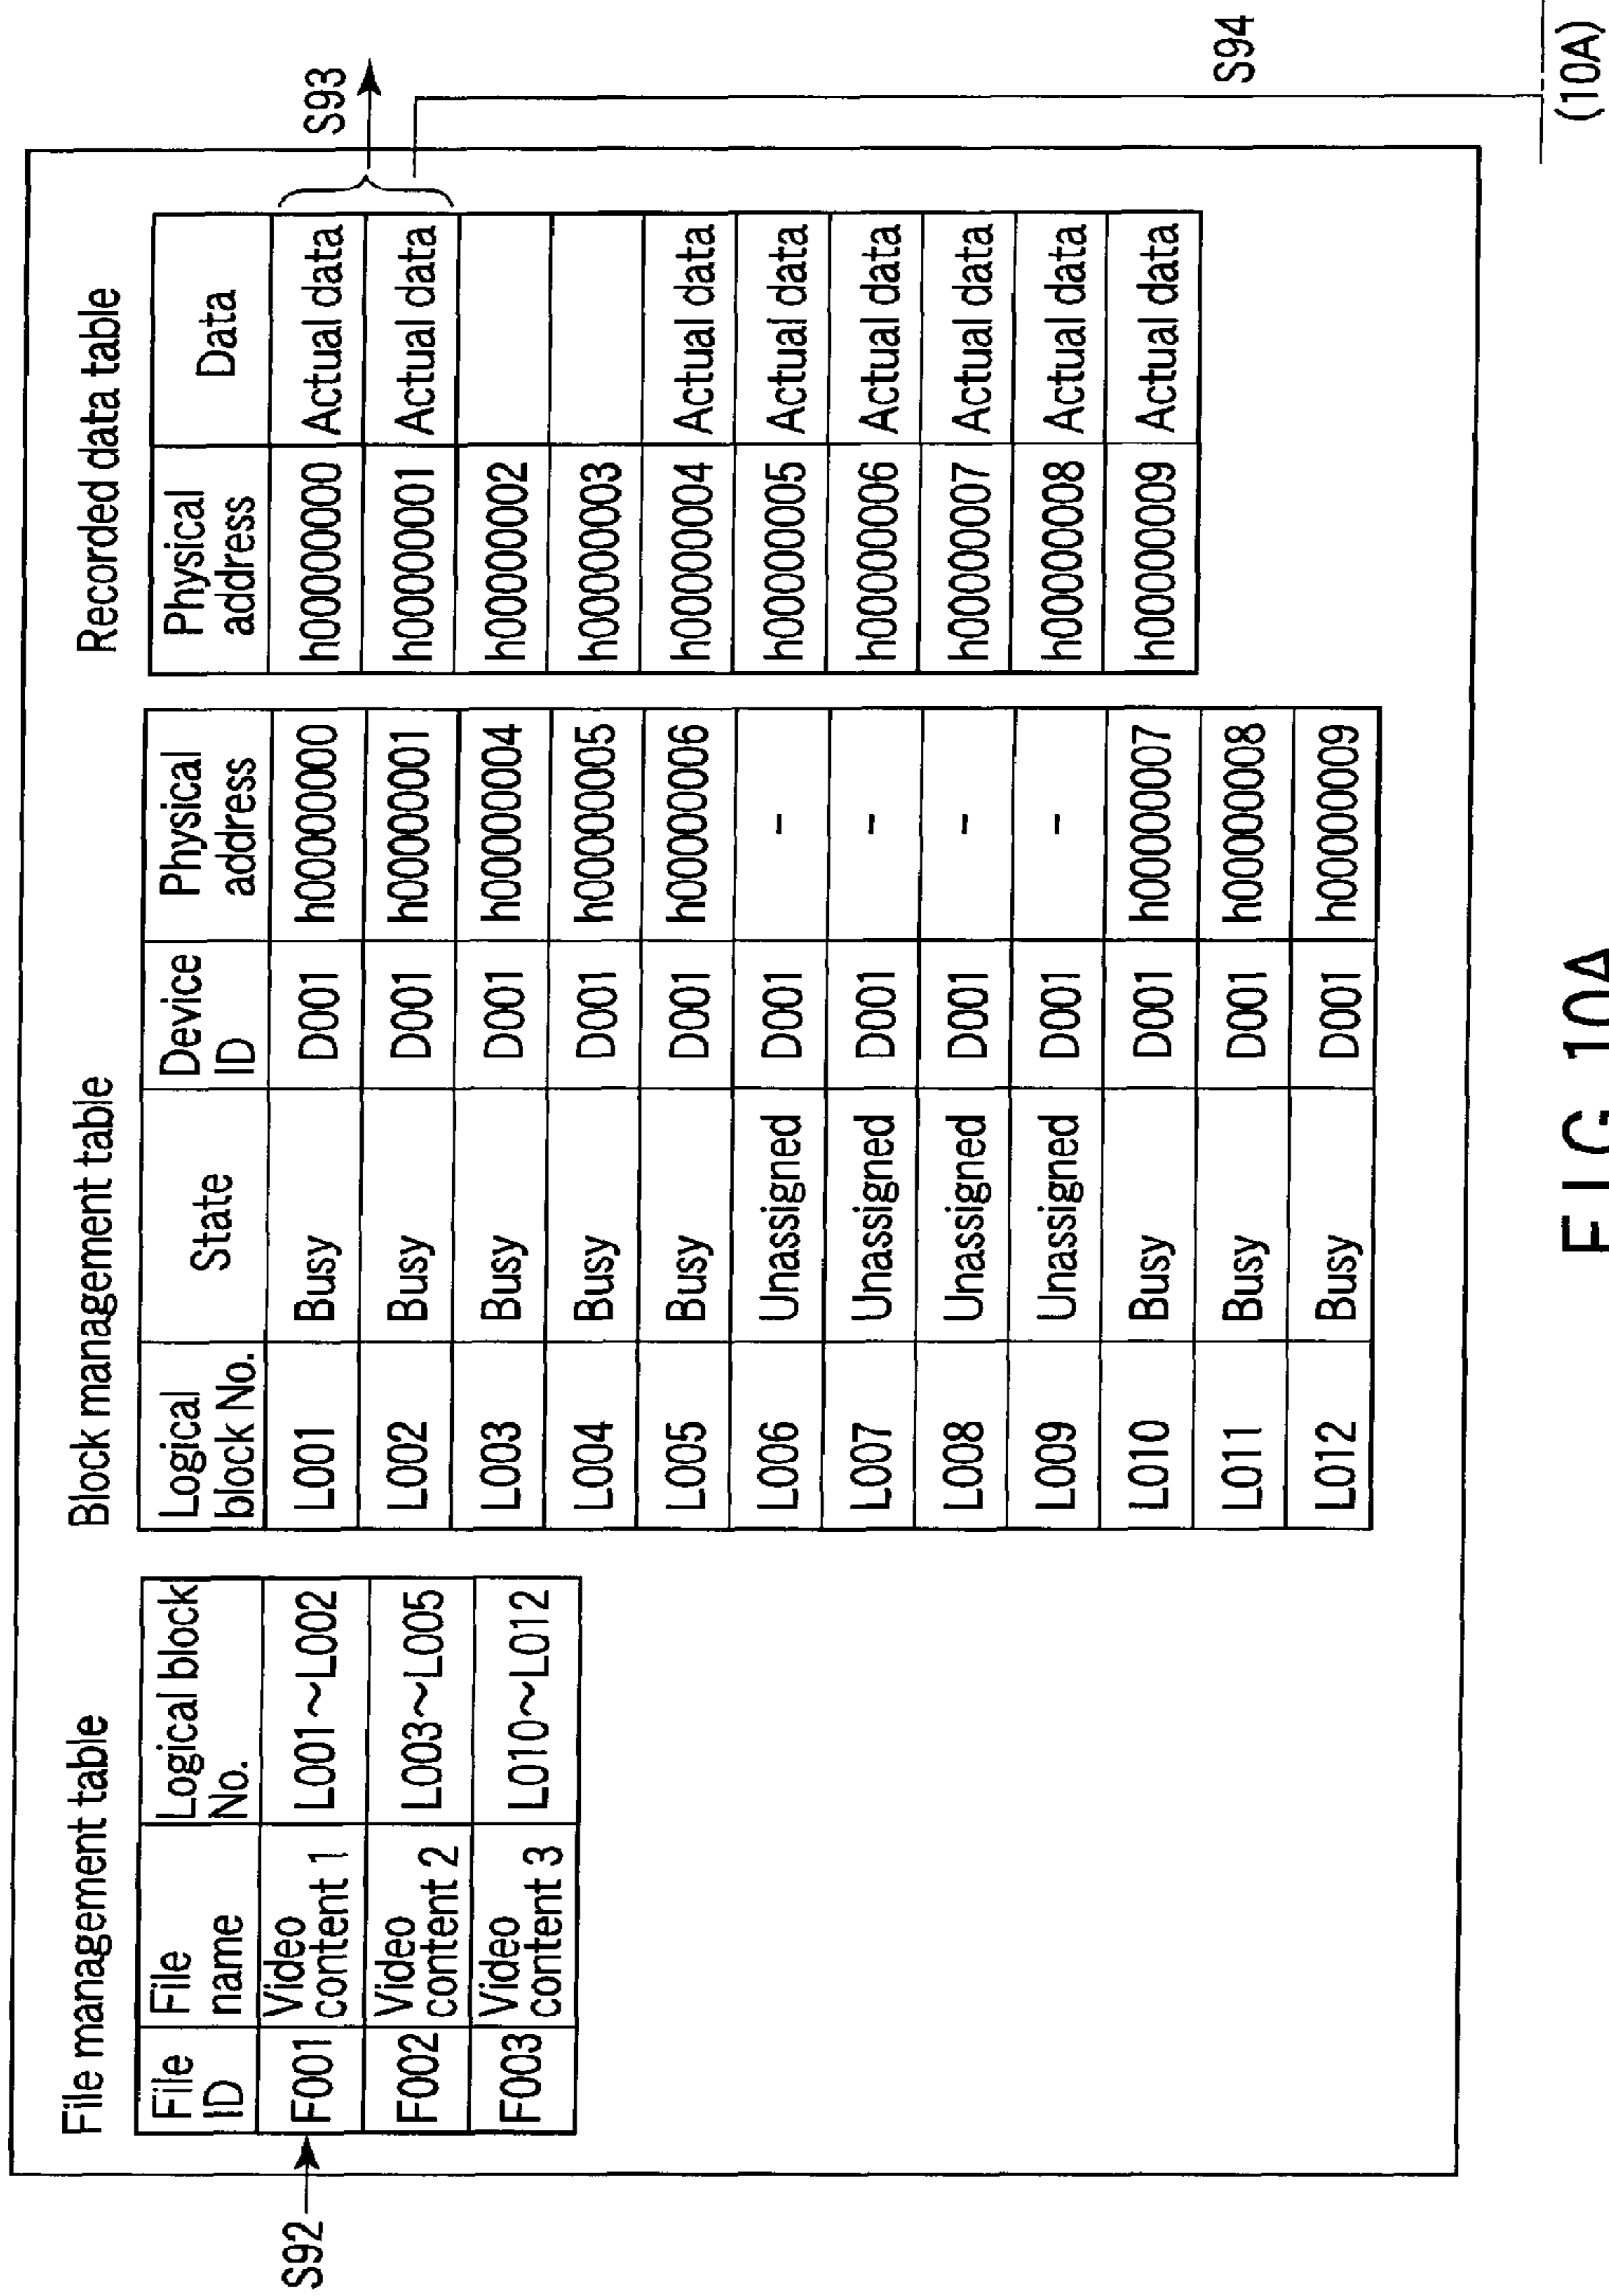 File management table
File ID File name Logical block No.
F001 Video content 1 L001~L002
F002 Video content 2 L003~L005
F003 Video content 3 L010~L012
S92
Block management table
Logical block No. State Device ID Physical address
L001 Busy D001 h00000000
L002 Busy D001 h00000001
L003 Busy D001 h00000004
L004 Busy D001 h00000005
L005 Busy D001 h00000006
L006 Unassigned D001 -
L007 Unassigned D001 -
L008 Unassigned D001 -
L009 Unassigned D001 -
L010 Busy D001 h00000007
L011 Busy D001 h00000008
L012 Busy D001 h00000009
Recorded data table
Physical address Data
h00000000 Actual data
h00000001 Actual data
h00000002
h00000003
h00000004 Actual data
h00000005 Actual data
h00000006 Actual data
h00000007 Actual data
h00000008 Actual data
h00000009 Actual data
S93
S94
(10A)
FIG. 10A